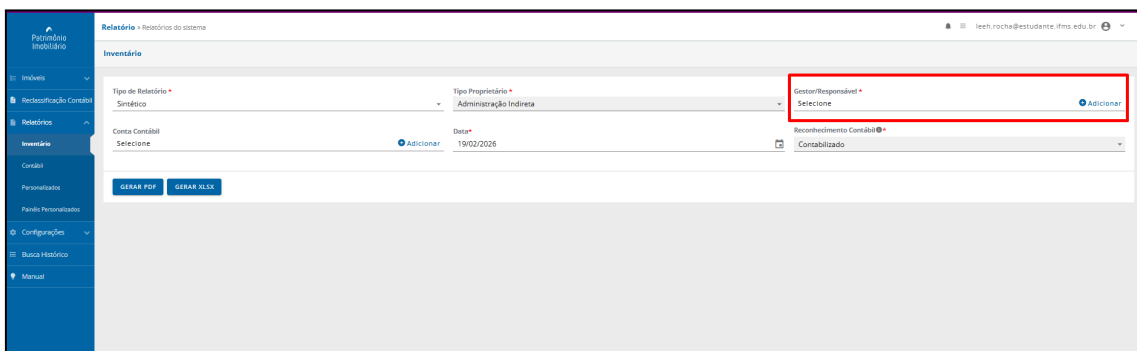 Patrimônio
Imobiliário
Relatório » Relatórios do sistema
leeh.rocha@estudante.ifms.edu.br
Inventário
Imóveis
Reclassificação Contábil
Relatórios
Inventário
Contábil
Personalizados
Painéis Personalizados
Configurações
Busca Histórico
Manual
Tipo de Relatório *
Sintético
Tipo Proprietário *
Administração Indireta
Gestor/Responsável *
Selecione
Adicionar
Conta Contábil
Selecione
Adicionar
Data*
19/02/2026
Reconhecimento Contábil *
Contabilizado
GERAR PDF
GERAR XLSX